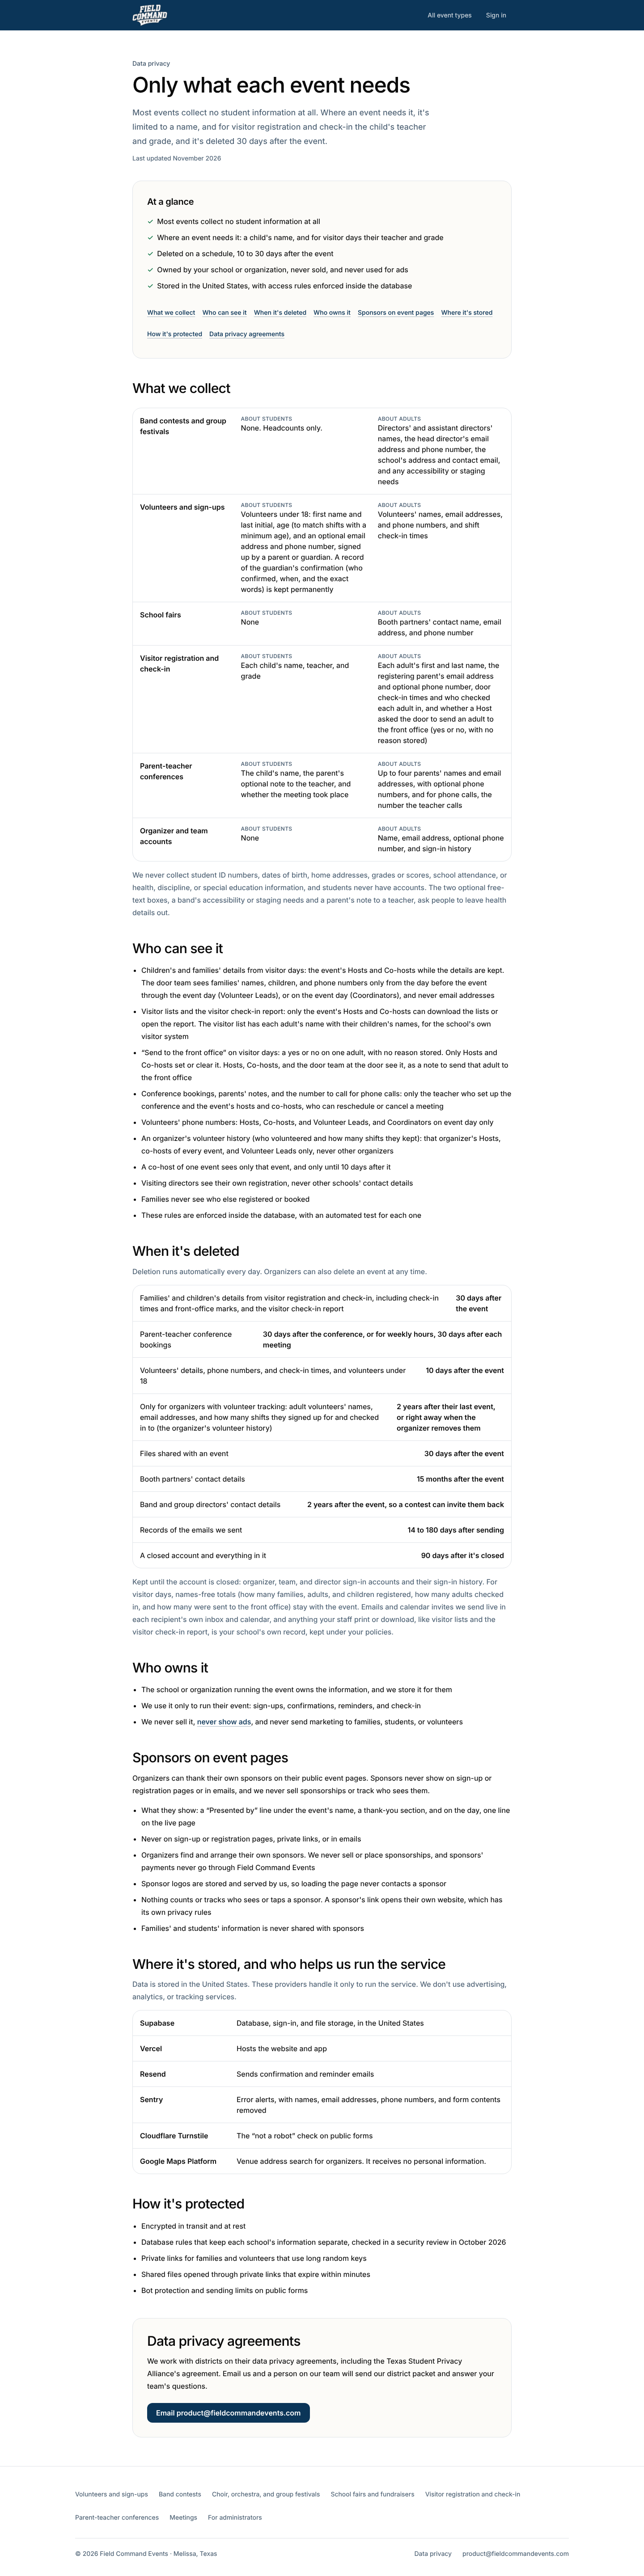 FIELD
COMMAND
EVENTS
All event types
Sign in
Data privacy
Only what each event needs
Most events collect no student information at all. Where an event needs it, it's
limited to a name, and for visitor registration and check-in the child's teacher
and grade, and it's deleted 30 days after the event.
Last updated November 2026
At a glance
✓ Most events collect no student information at all
✓ Where an event needs it: a child's name, and for visitor days their teacher and grade
✓ Deleted on a schedule, 10 to 30 days after the event
✓ Owned by your school or organization, never sold, and never used for ads
✓ Stored in the United States, with access rules enforced inside the database
What we collect Who can see it When it's deleted Who owns it Sponsors on event pages Where it's stored
How it's protected Data privacy agreements
What we collect
Band contests and group
festivals
ABOUT STUDENTS
None. Headcounts only.
ABOUT ADULTS
Directors' and assistant directors'
names, the head director's email
address and phone number, the
school's address and contact email,
and any accessibility or staging
needs
Volunteers and sign-ups
ABOUT STUDENTS
Volunteers under 18: first name and
last initial, age (to match shifts with a
minimum age), and an optional email
address and phone number, signed
up by a parent or guardian. A record
of the guardian's confirmation (who
confirmed, when, and the exact
words) is kept permanently
ABOUT ADULTS
Volunteers' names, email addresses,
and phone numbers, and shift
check-in times
School fairs
ABOUT STUDENTS
None
ABOUT ADULTS
Booth partners' contact name, email
address, and phone number
Visitor registration and
check-in
ABOUT STUDENTS
Each child's name, teacher, and
grade
ABOUT ADULTS
Each adult's first and last name, the
registering parent's email address
and optional phone number, door
check-in times and who checked
each adult in, and whether a Host
asked the door to send an adult to
the front office (yes or no, with no
reason stored)
Parent-teacher
conferences
ABOUT STUDENTS
The child's name, the parent's
optional note to the teacher, and
whether the meeting took place
ABOUT ADULTS
Up to four parents' names and email
addresses, with optional phone
numbers, and for phone calls, the
number the teacher calls
Organizer and team
accounts
ABOUT STUDENTS
None
ABOUT ADULTS
Name, email address, optional phone
number, and sign-in history
We never collect student ID numbers, dates of birth, home addresses, grades or scores, school attendance, or
health, discipline, or special education information, and students never have accounts. The two optional free-
text boxes, a band's accessibility or staging needs and a parent's note to a teacher, ask people to leave health
details out.
Who can see it
• Children's and families' details from visitor days: the event's Hosts and Co-hosts while the details are kept.
The door team sees families' names, children, and phone numbers only from the day before the event
through the event day (Volunteer Leads), or on the event day (Coordinators), and never email addresses
• Visitor lists and the visitor check-in report: only the event's Hosts and Co-hosts can download the lists or
open the report. The visitor list has each adult's name with their children's names, for the school's own
visitor system
• “Send to the front office” on visitor days: a yes or no on one adult, with no reason stored. Only Hosts and
Co-hosts set or clear it. Hosts, Co-hosts, and the door team at the door see it, as a note to send that adult to
the front office
• Conference bookings, parents' notes, and the number to call for phone calls: only the teacher who set up the
conference and the event's hosts and co-hosts, who can reschedule or cancel a meeting
• Volunteers' phone numbers: Hosts, Co-hosts, and Volunteer Leads, and Coordinators on event day only
• An organizer's volunteer history (who volunteered and how many shifts they kept): that organizer's Hosts,
co-hosts of every event, and Volunteer Leads only, never other organizers
• A co-host of one event sees only that event, and only until 10 days after it
• Visiting directors see their own registration, never other schools' contact details
• Families never see who else registered or booked
• These rules are enforced inside the database, with an automated test for each one
When it's deleted
Deletion runs automatically every day. Organizers can also delete an event at any time.
Families' and children's details from visitor registration and check-in, including check-in
times and front-office marks, and the visitor check-in report
30 days after
the event
Parent-teacher conference
bookings
30 days after the conference, or for weekly hours, 30 days after each
meeting
Volunteers' details, phone numbers, and check-in times, and volunteers under
18
10 days after the event
Only for organizers with volunteer tracking: adult volunteers' names,
email addresses, and how many shifts they signed up for and checked
in to (the organizer's volunteer history)
2 years after their last event,
or right away when the
organizer removes them
Files shared with an event
30 days after the event
Booth partners' contact details
15 months after the event
Band and group directors' contact details
2 years after the event, so a contest can invite them back
Records of the emails we sent
14 to 180 days after sending
A closed account and everything in it
90 days after it's closed
Kept until the account is closed: organizer, team, and director sign-in accounts and their sign-in history. For
visitor days, names-free totals (how many families, adults, and children registered, how many adults checked
in, and how many were sent to the front office) stay with the event. Emails and calendar invites we send live in
each recipient's own inbox and calendar, and anything your staff print or download, like visitor lists and the
visitor check-in report, is your school's own record, kept under your policies.
Who owns it
• The school or organization running the event owns the information, and we store it for them
• We use it only to run their event: sign-ups, confirmations, reminders, and check-in
• We never sell it, never show ads, and never send marketing to families, students, or volunteers
Sponsors on event pages
Organizers can thank their own sponsors on their public event pages. Sponsors never show on sign-up or
registration pages or in emails, and we never sell sponsorships or track who sees them.
• What they show: a “Presented by” line under the event's name, a thank-you section, and on the day, one line
on the live page
• Never on sign-up or registration pages, private links, or in emails
• Organizers find and arrange their own sponsors. We never sell or place sponsorships, and sponsors'
payments never go through Field Command Events
• Sponsor logos are stored and served by us, so loading the page never contacts a sponsor
• Nothing counts or tracks who sees or taps a sponsor. A sponsor's link opens their own website, which has
its own privacy rules
• Families' and students' information is never shared with sponsors
Where it's stored, and who helps us run the service
Data is stored in the United States. These providers handle it only to run the service. We don't use advertising,
analytics, or tracking services.
Supabase
Database, sign-in, and file storage, in the United States
Vercel
Hosts the website and app
Resend
Sends confirmation and reminder emails
Sentry
Error alerts, with names, email addresses, phone numbers, and form contents
removed
Cloudflare Turnstile
The “not a robot” check on public forms
Google Maps Platform
Venue address search for organizers. It receives no personal information.
How it's protected
• Encrypted in transit and at rest
• Database rules that keep each school's information separate, checked in a security review in October 2026
• Private links for families and volunteers that use long random keys
• Shared files opened through private links that expire within minutes
• Bot protection and sending limits on public forms
Data privacy agreements
We work with districts on their data privacy agreements, including the Texas Student Privacy
Alliance's agreement. Email us and a person on our team will send our district packet and answer your
team's questions.
Email product@fieldcommandevents.com
Volunteers and sign-ups Band contests Choir, orchestra, and group festivals School fairs and fundraisers Visitor registration and check-in
Parent-teacher conferences Meetings For administrators
© 2026 Field Command Events · Melissa, Texas
Data privacy product@fieldcommandevents.com